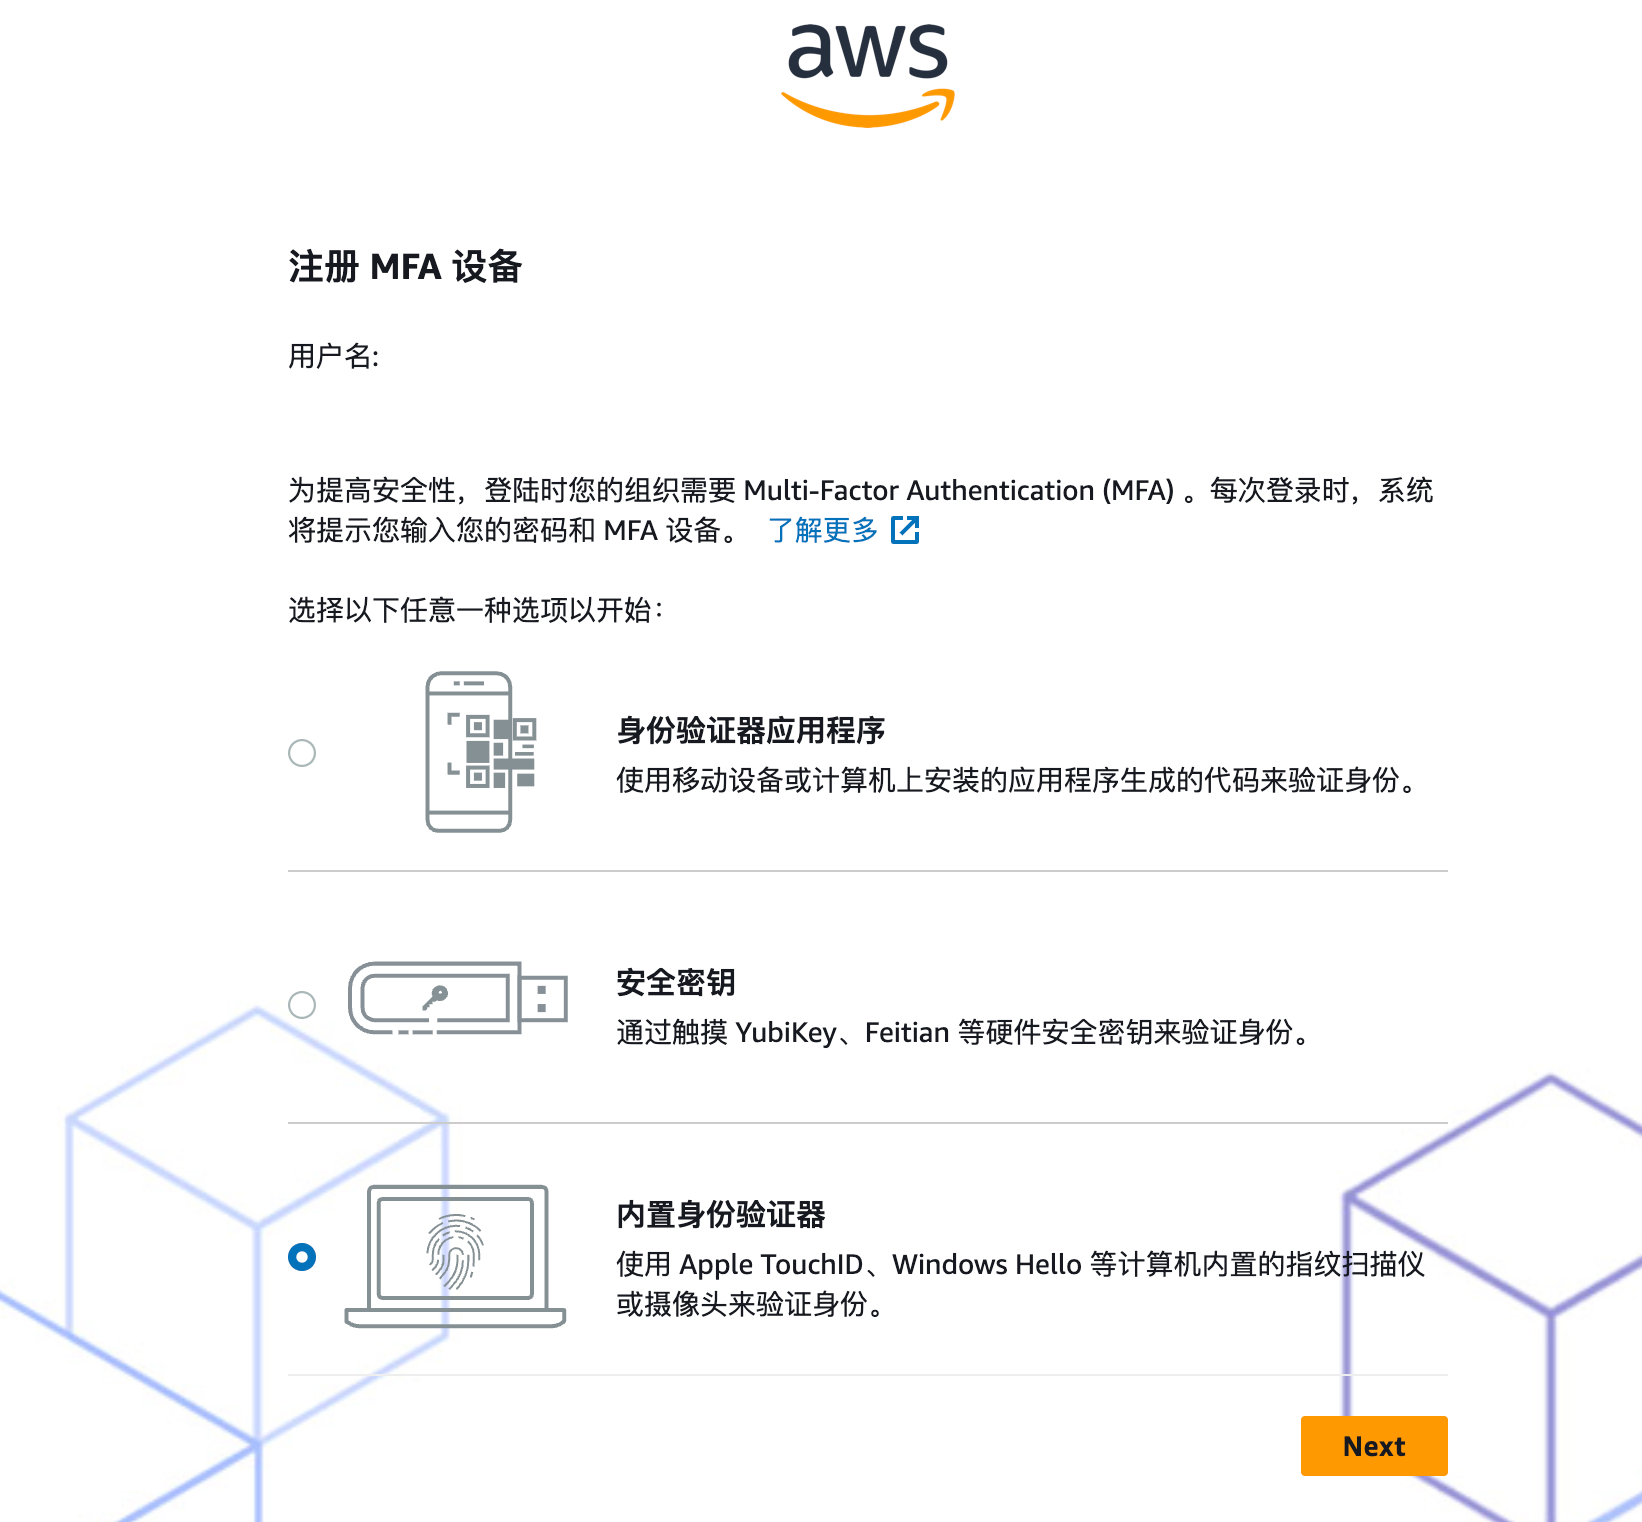 aws
注册 MFA 设备
用户名:
为提高安全性，登陆时您的组织需要 Multi-Factor Authentication (MFA) 。每次登录时，系统
将提示您输入您的密码和 MFA 设备。 了解更多
选择以下任意一种选项以开始：
身份验证器应用程序
使用移动设备或计算机上安装的应用程序生成的代码来验证身份。
安全密钥
通过触摸 YubiKey、Feitian 等硬件安全密钥来验证身份。
内置身份验证器
使用 Apple TouchID、Windows Hello 等计算机内置的指纹扫描仪
或摄像头来验证身份。
Next